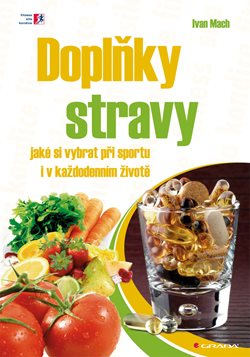 Ivan Mach
Doplňky
stravy
jaké si vybrat při sportu
i v každodenním životě
GRADA